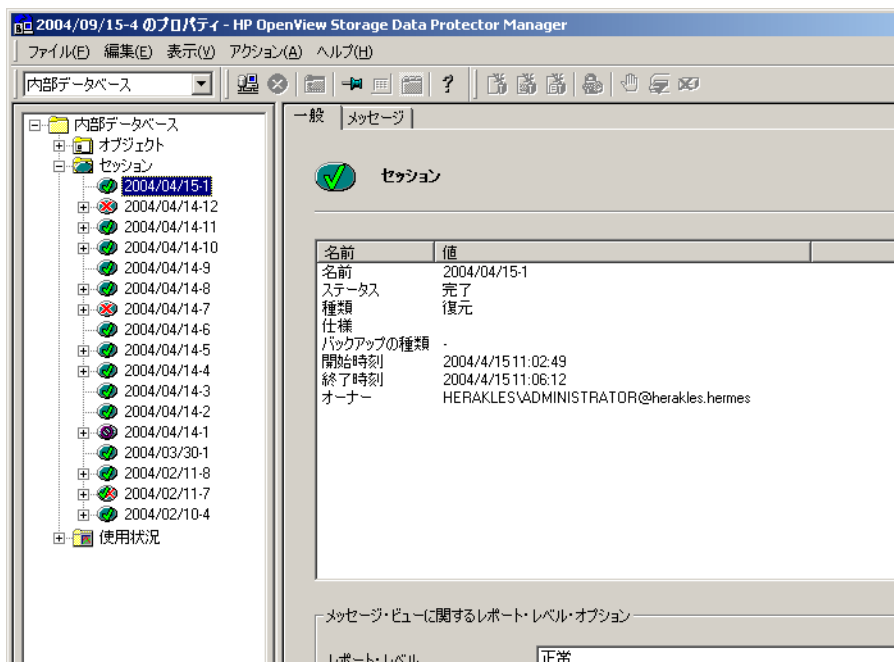 2004/09/15-4 のプロパティ - HP OpenView Storage Data Protector Manager
ファイル(F) 編集(E) 表示(V) アクション(A) ヘルプ(H)
内部データベース
内部データベース
オブジェクト
セッション
2004/04/15-1
2004/04/14-12
2004/04/14-11
2004/04/14-10
2004/04/14-9
2004/04/14-8
2004/04/14-7
2004/04/14-6
2004/04/14-5
2004/04/14-4
2004/04/14-3
2004/04/14-2
2004/04/14-1
2004/03/30-1
2004/02/11-8
2004/02/11-7
2004/02/10-4
使用状況
一般 メッセージ
セッション
名前 値
名前 2004/04/15-1
ステータス 完了
種類 復元
仕様
バックアップの種類 -
開始時刻 2004/4/15 11:02:49
終了時刻 2004/4/15 11:06:12
オーナー HERAKLES\ADMINISTRATOR@herakles.hermes
メッセージ・ビューに関するレポート・レベル・オプション
レポート・レベル 正常